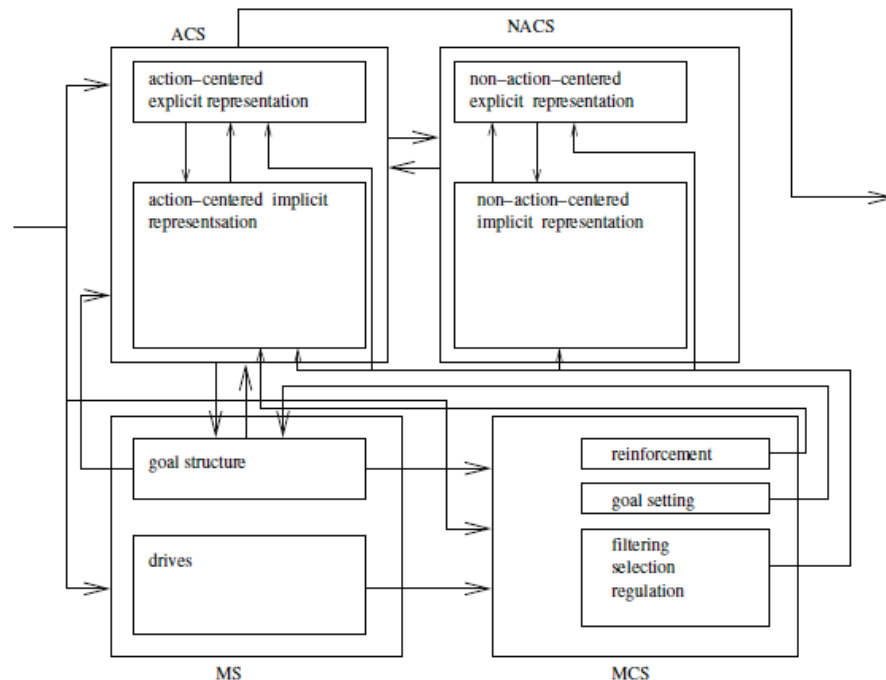 ACS
NACS
action–centered
explicit representation
non–action–centered
explicit representation
action–centered implicit
representsation
non–action–centered
implicit representation
goal structure
drives
reinforcement
goal setting
filtering
selection
regulation
MS
MCS